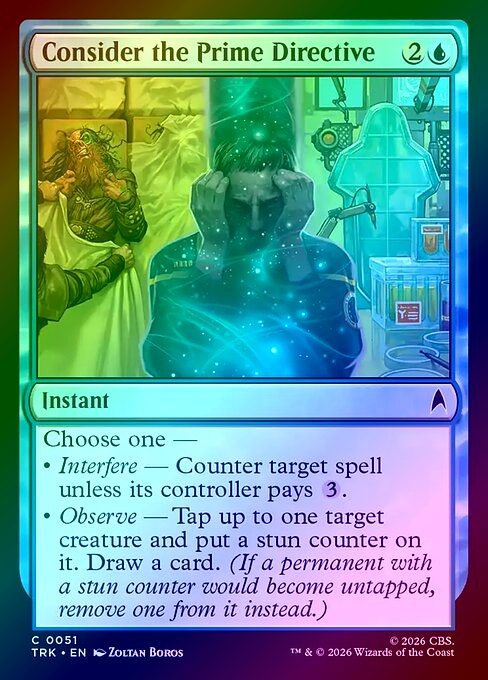 Consider the Prime Directive 2
Instant
Choose one —
• Interfere — Counter target spell
unless its controller pays 3.
• Observe — Tap up to one target
creature and put a stun counter on
it. Draw a card. (If a permanent with
a stun counter would become untapped,
remove one from it instead.)
C 0051
TRK • EN Zoltan Boros
© 2026 CBS.
™ & © 2026 Wizards of the Coast